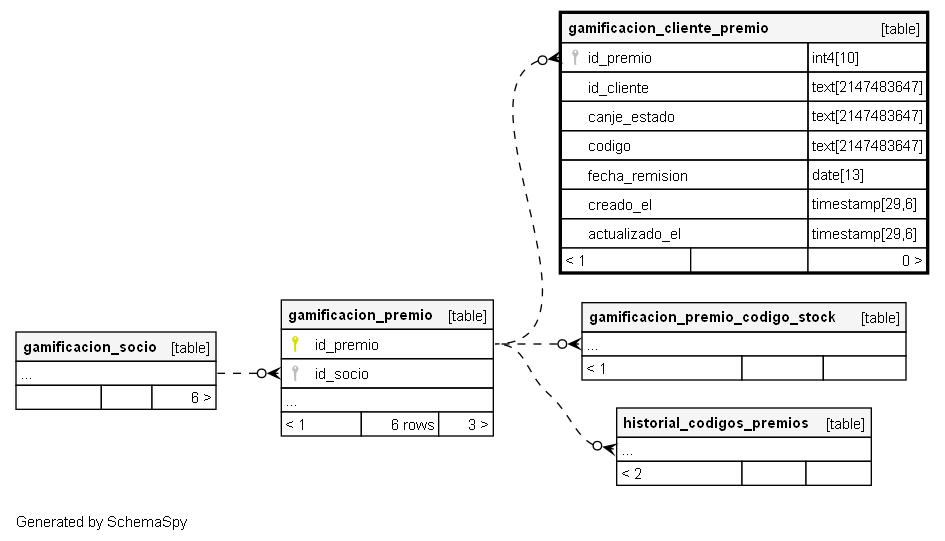 gamificacion_cliente_premio [table]
id_premio int4[10]
id_cliente text[2147483647]
canje_estado text[2147483647]
codigo text[2147483647]
fecha_remision date[13]
creado_el timestamp[29,6]
actualizado_el timestamp[29,6]
< 1 0 >
gamificacion_socio [table]
...
6 >
gamificacion_premio [table]
id_premio
id_socio
...
< 1 6 rows 3 >
gamificacion_premio_codigo_stock [table]
...
< 1
historial_codigos_premios [table]
...
< 2
Generated by SchemaSpy